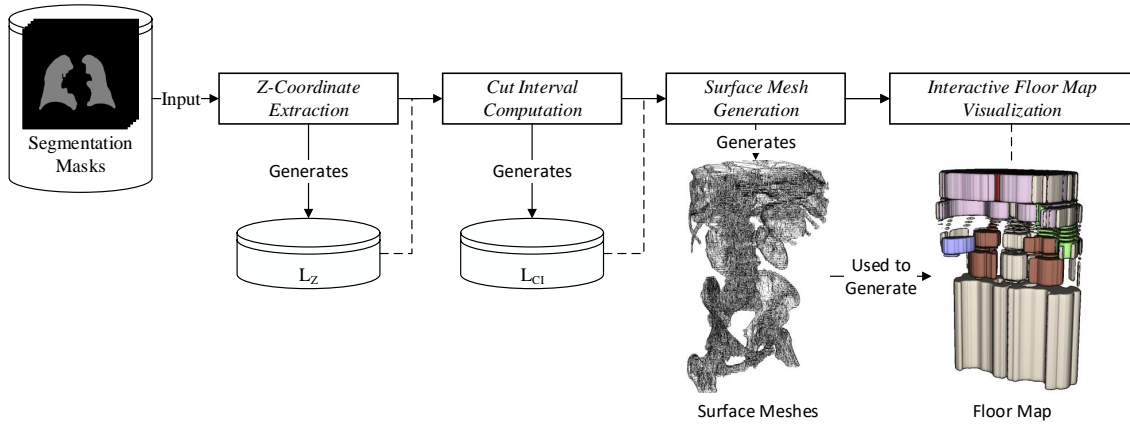 Segmentation
Masks
Input
Z-Coordinate
Extraction
Generates
L_Z
Cut Interval
Computation
Generates
L_CI
Surface Mesh
Generation
Generates
Surface Meshes
Used to
Generate
Interactive Floor Map
Visualization
Floor Map